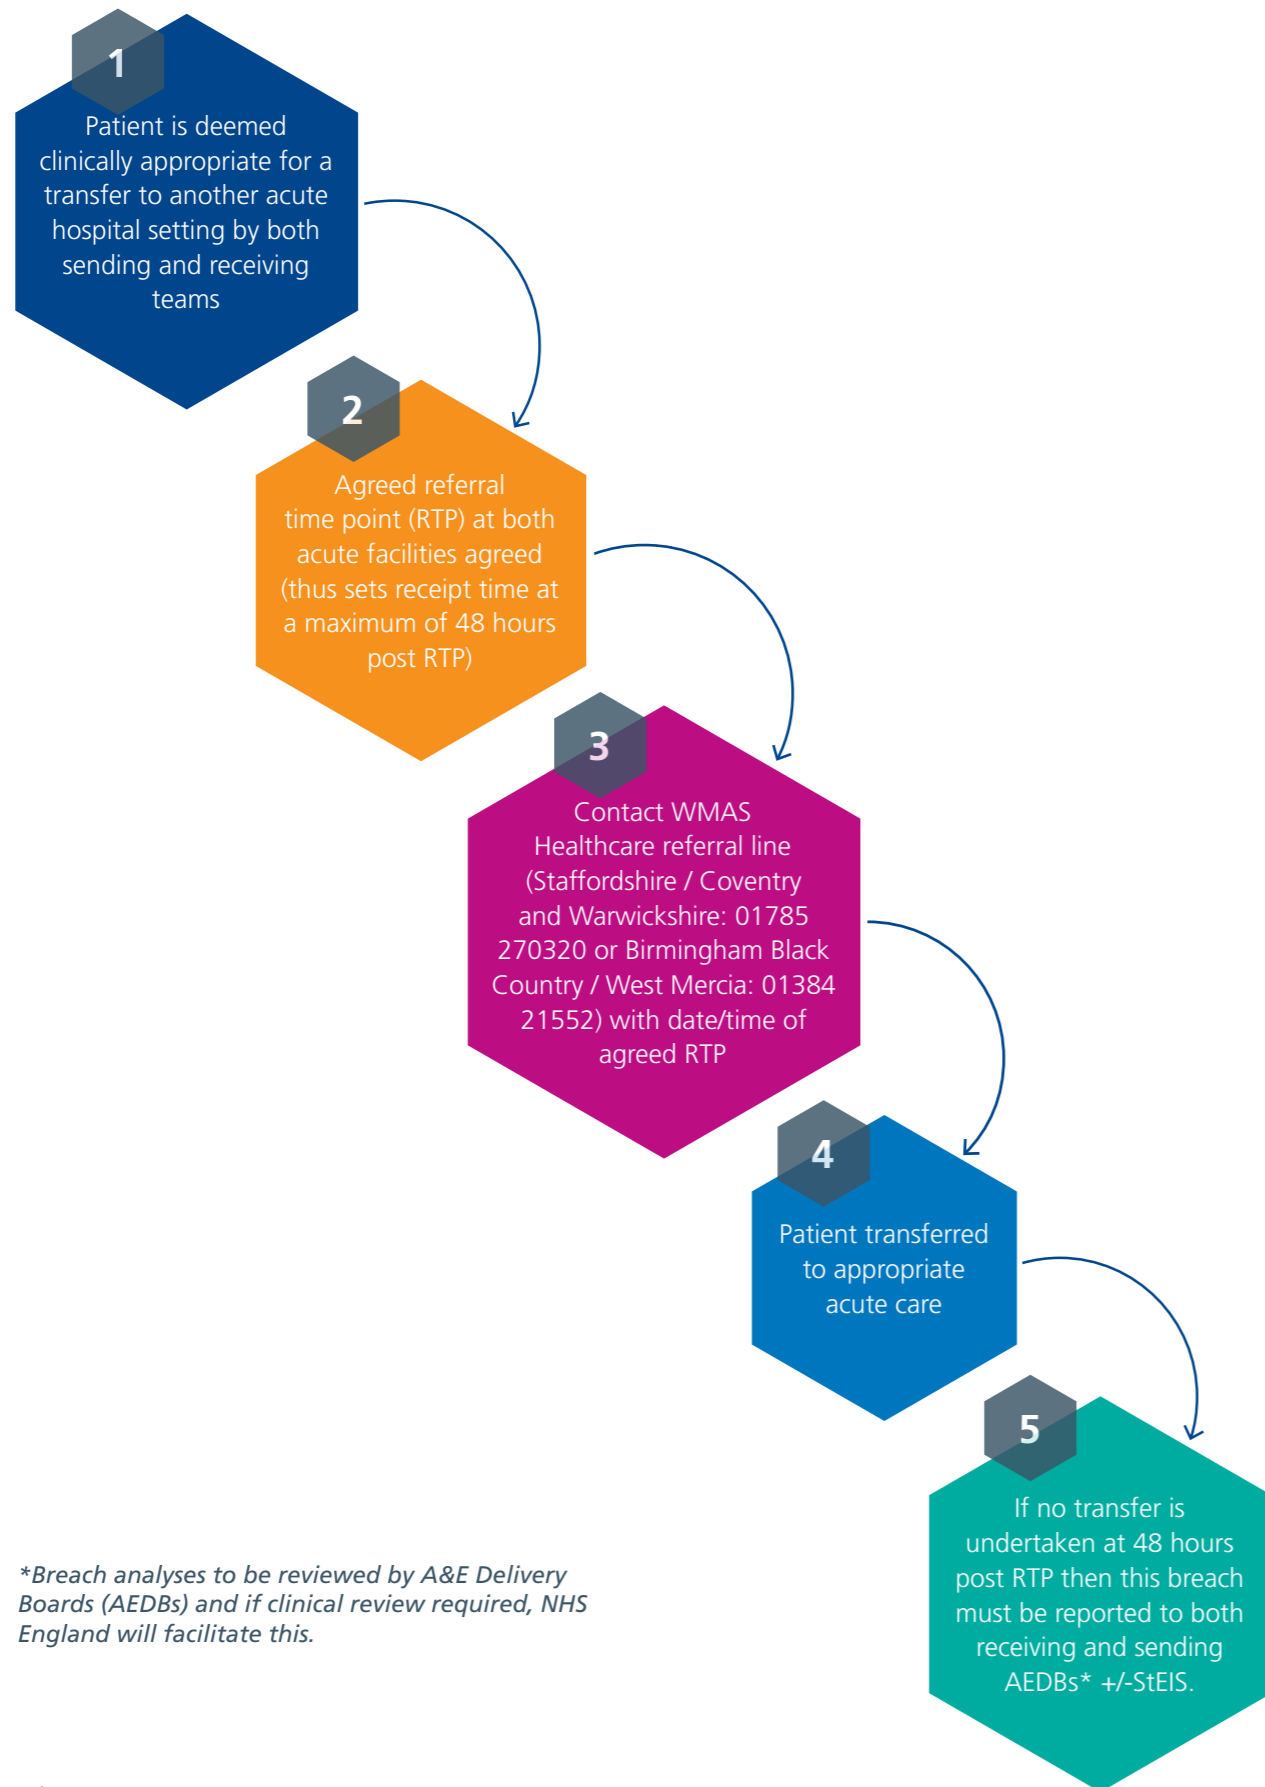 1
Patient is deemed
clinically appropriate for a
transfer to another acute
hospital setting by both
sending and receiving
teams
2
Agreed referral
time point (RTP) at both
acute facilities agreed
(thus sets receipt time at
a maximum of 48 hours
post RTP)
3
Contact WMAS
Healthcare referral line
(Staffordshire / Coventry
and Warwickshire: 01785
270320 or Birmingham Black
Country / West Mercia: 01384
21552) with date/time of
agreed RTP
4
Patient transferred
to appropriate
acute care
5
If no transfer is
undertaken at 48 hours
post RTP then this breach
must be reported to both
receiving and sending
AEDBs* +/-StEIS.
*Breach analyses to be reviewed by A&E Delivery
Boards (AEDBs) and if clinical review required, NHS
England will facilitate this.